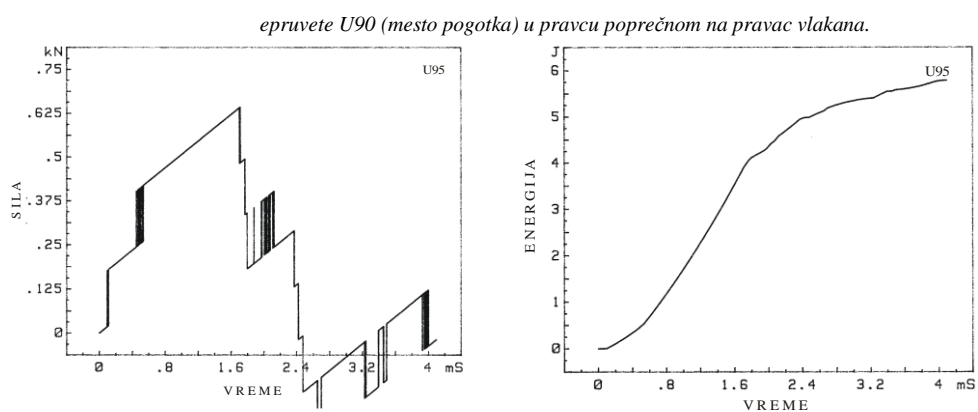 epruvete U90 (mesto pogotka) u pravcu poprečnom na pravac vlakana.
kN
.75
.625
.5
.375
.25
.125
0
SILA
U95
0 .8 1.6 2.4 3.2 4 mS
VREME
J
6
5
4
3
2
1
0
ENERGIJA
U95
0 .8 1.6 2.4 3.2 4 mS
VREME